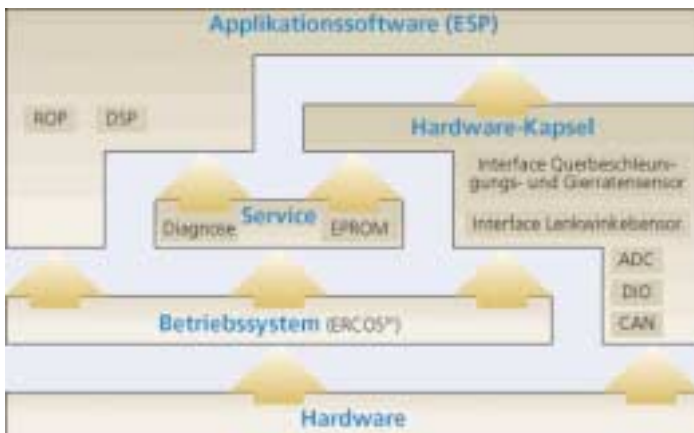 Applikationssoftware (ESP)
ROP DSP
Hardware-Kapsel
Interface Querbeschleuni-
gungs- und Gierratensensor
Interface Lenkwinkelsensor
Service
Diagnose EPROM
ADC
DIO
CAN
Betriebssystem (ERCOS)
Hardware